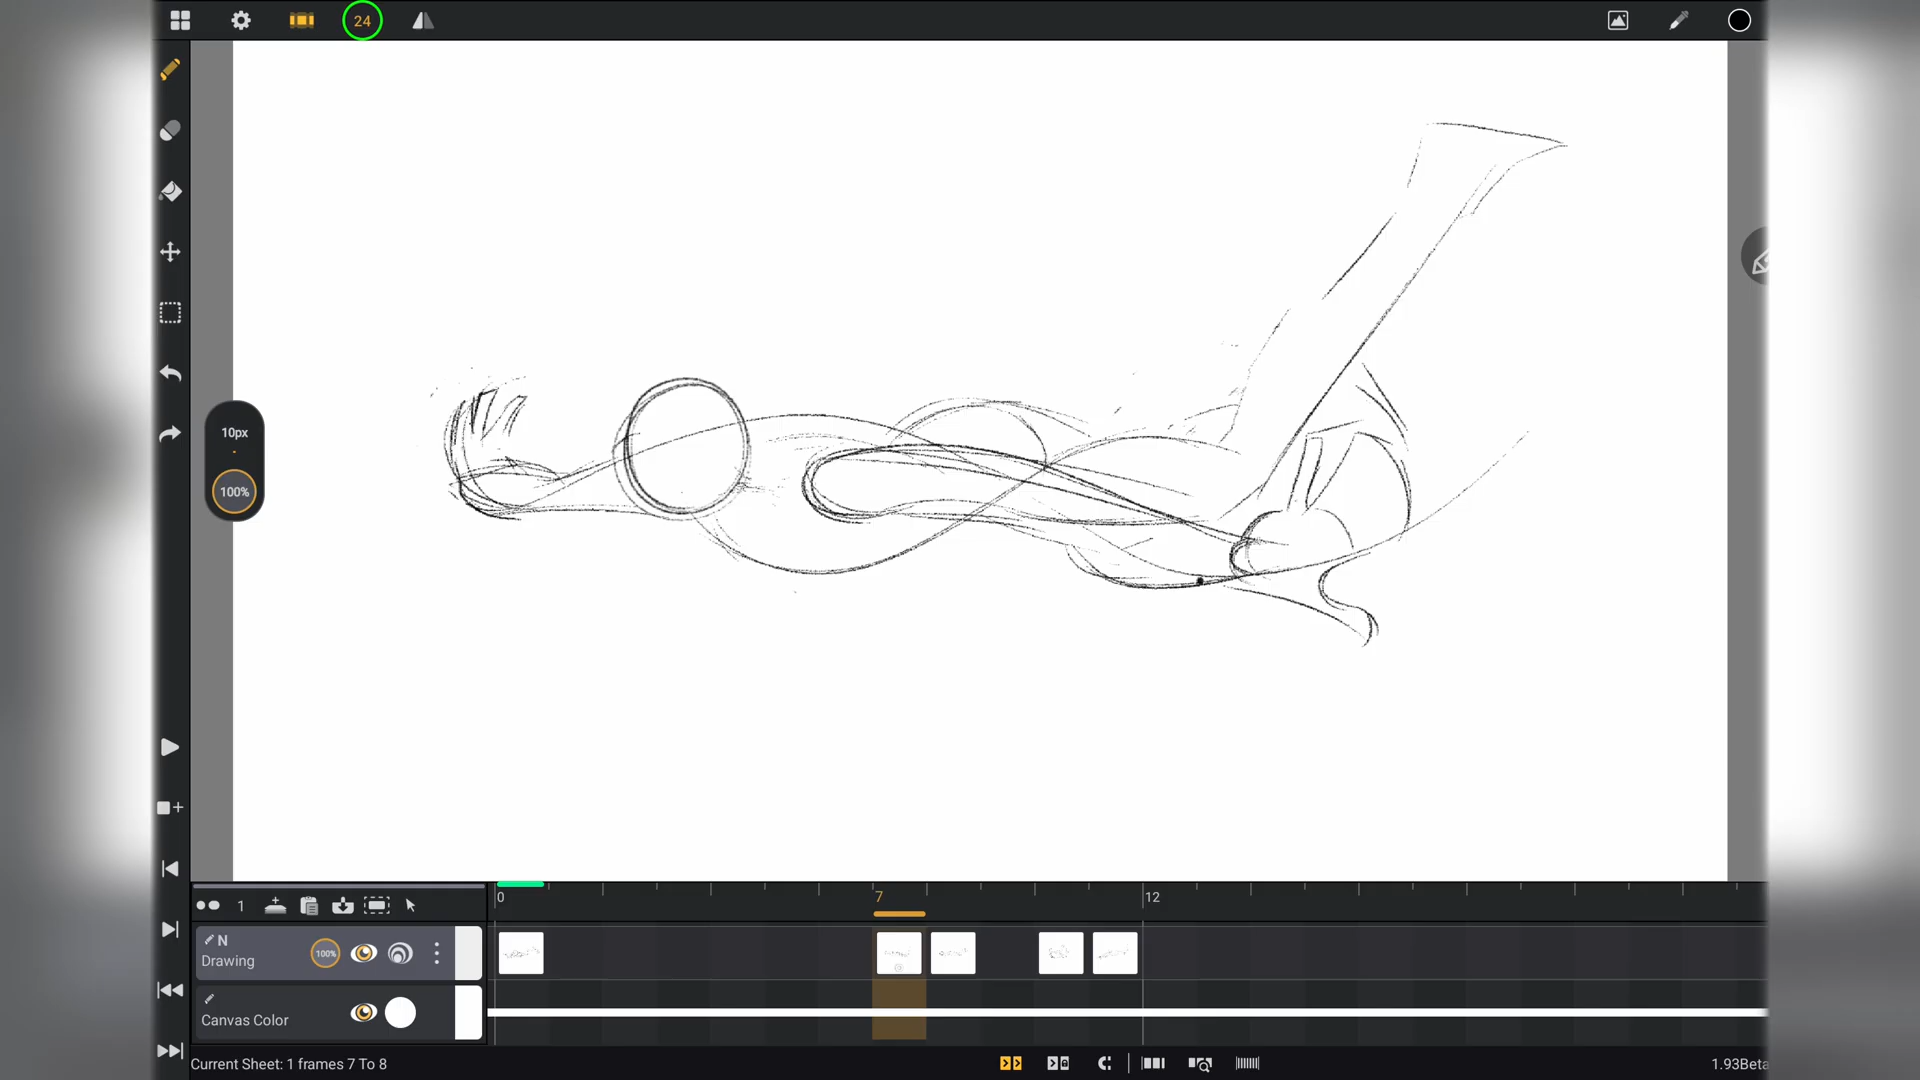 24
10px
100%
0
7
12
1
N
Drawing
100%
Canvas Color
Current Sheet: 1 frames 7 To 8
1.93Beta